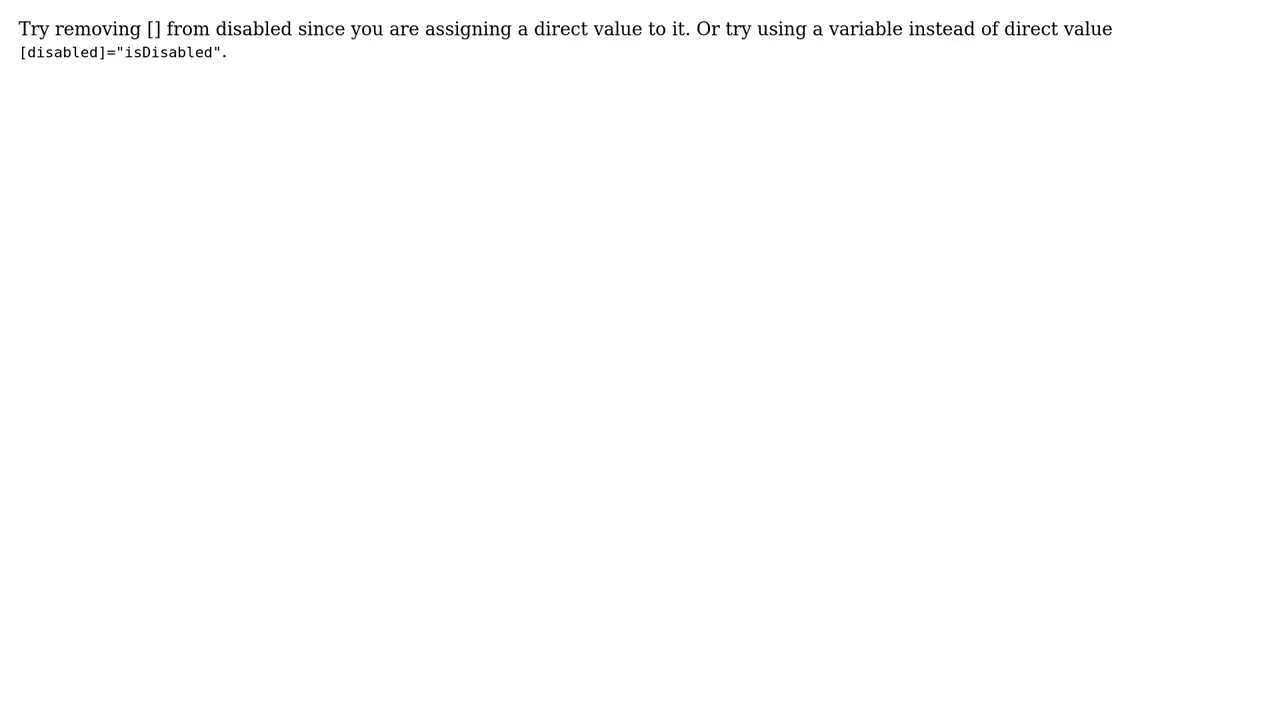 Try removing [] from disabled since you are assigning a direct value to it. Or try using a variable instead of direct value
[disabled]="isDisabled".